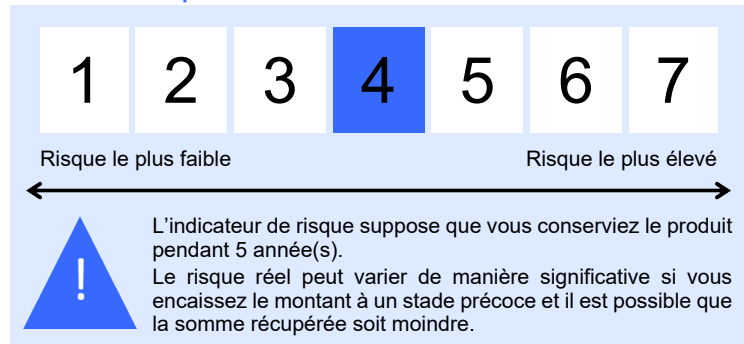 1 2 3 4 5 6 7
Risque le plus faible Risque le plus élevé
!
L'indicateur de risque suppose que vous conserviez le produit
pendant 5 année(s).
Le risque réel peut varier de manière significative si vous
encaissez le montant à un stade précoce et il est possible que
la somme récupérée soit moindre.